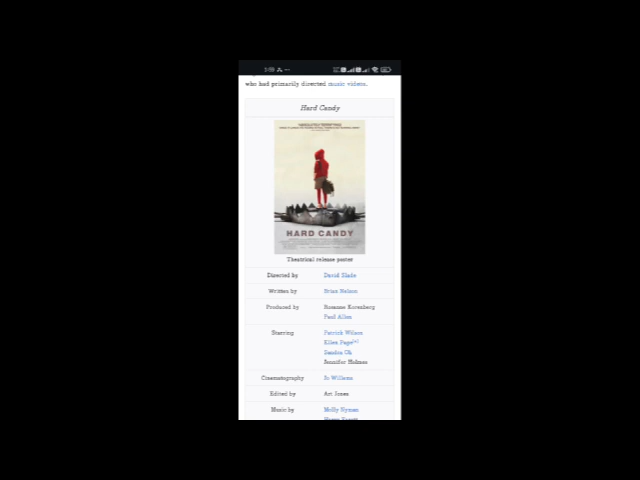 who had primarily directed music videos.
Hard Candy
HARD CANDY
Theatrical release poster
Directed by David Slade
Written by Brian Nelson
Produced by Rosanne Korenberg
Paul Allen
Starring Patrick Wilson
Elliot Page[a]
Sandra Oh
Jennifer Holmes
Cinematography Jo Willems
Edited by Art Jones
Music by Molly Nyman